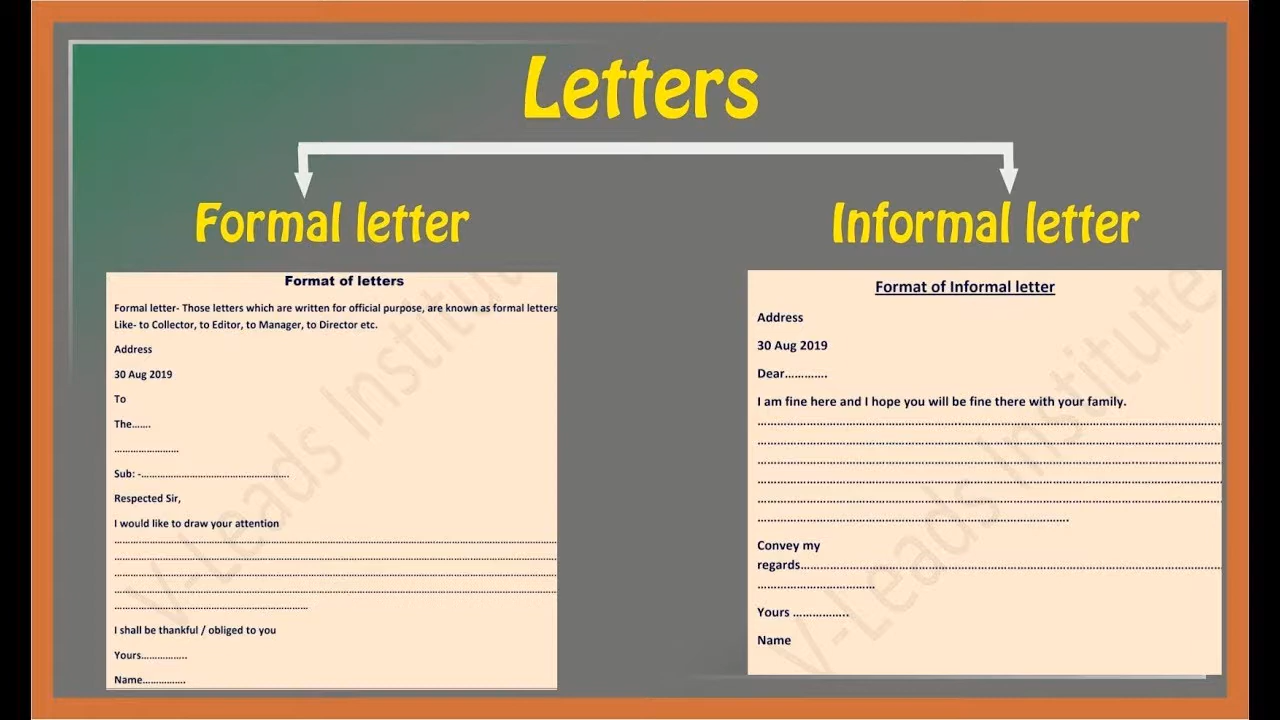 Letters
Formal letter
Format of letters
Formal letter- Those letters which are written for official purpose, are known as formal letters
Like- to Collector, to Editor, to Manager, to Director etc.
Address
30 Aug 2019
To
The.......
........................
Sub: -.......................................................
Respected Sir,
I would like to draw your attention
....................................................................................................
....................................................................................................
....................................................................................................
....................................................................................................
........................................................................
I shall be thankful / obliged to you
Yours.................
Name................
V-Leads Institute
Informal letter
Format of Informal letter
Address
30 Aug 2019
Dear.............
I am fine here and I hope you will be fine there with your family.
....................................................................................................
....................................................................................................
....................................................................................................
....................................................................................................
....................................................................................................
........................................................................
Convey my
regards....................................................................................................
..............................
Yours .................
Name
V-Leads Institute